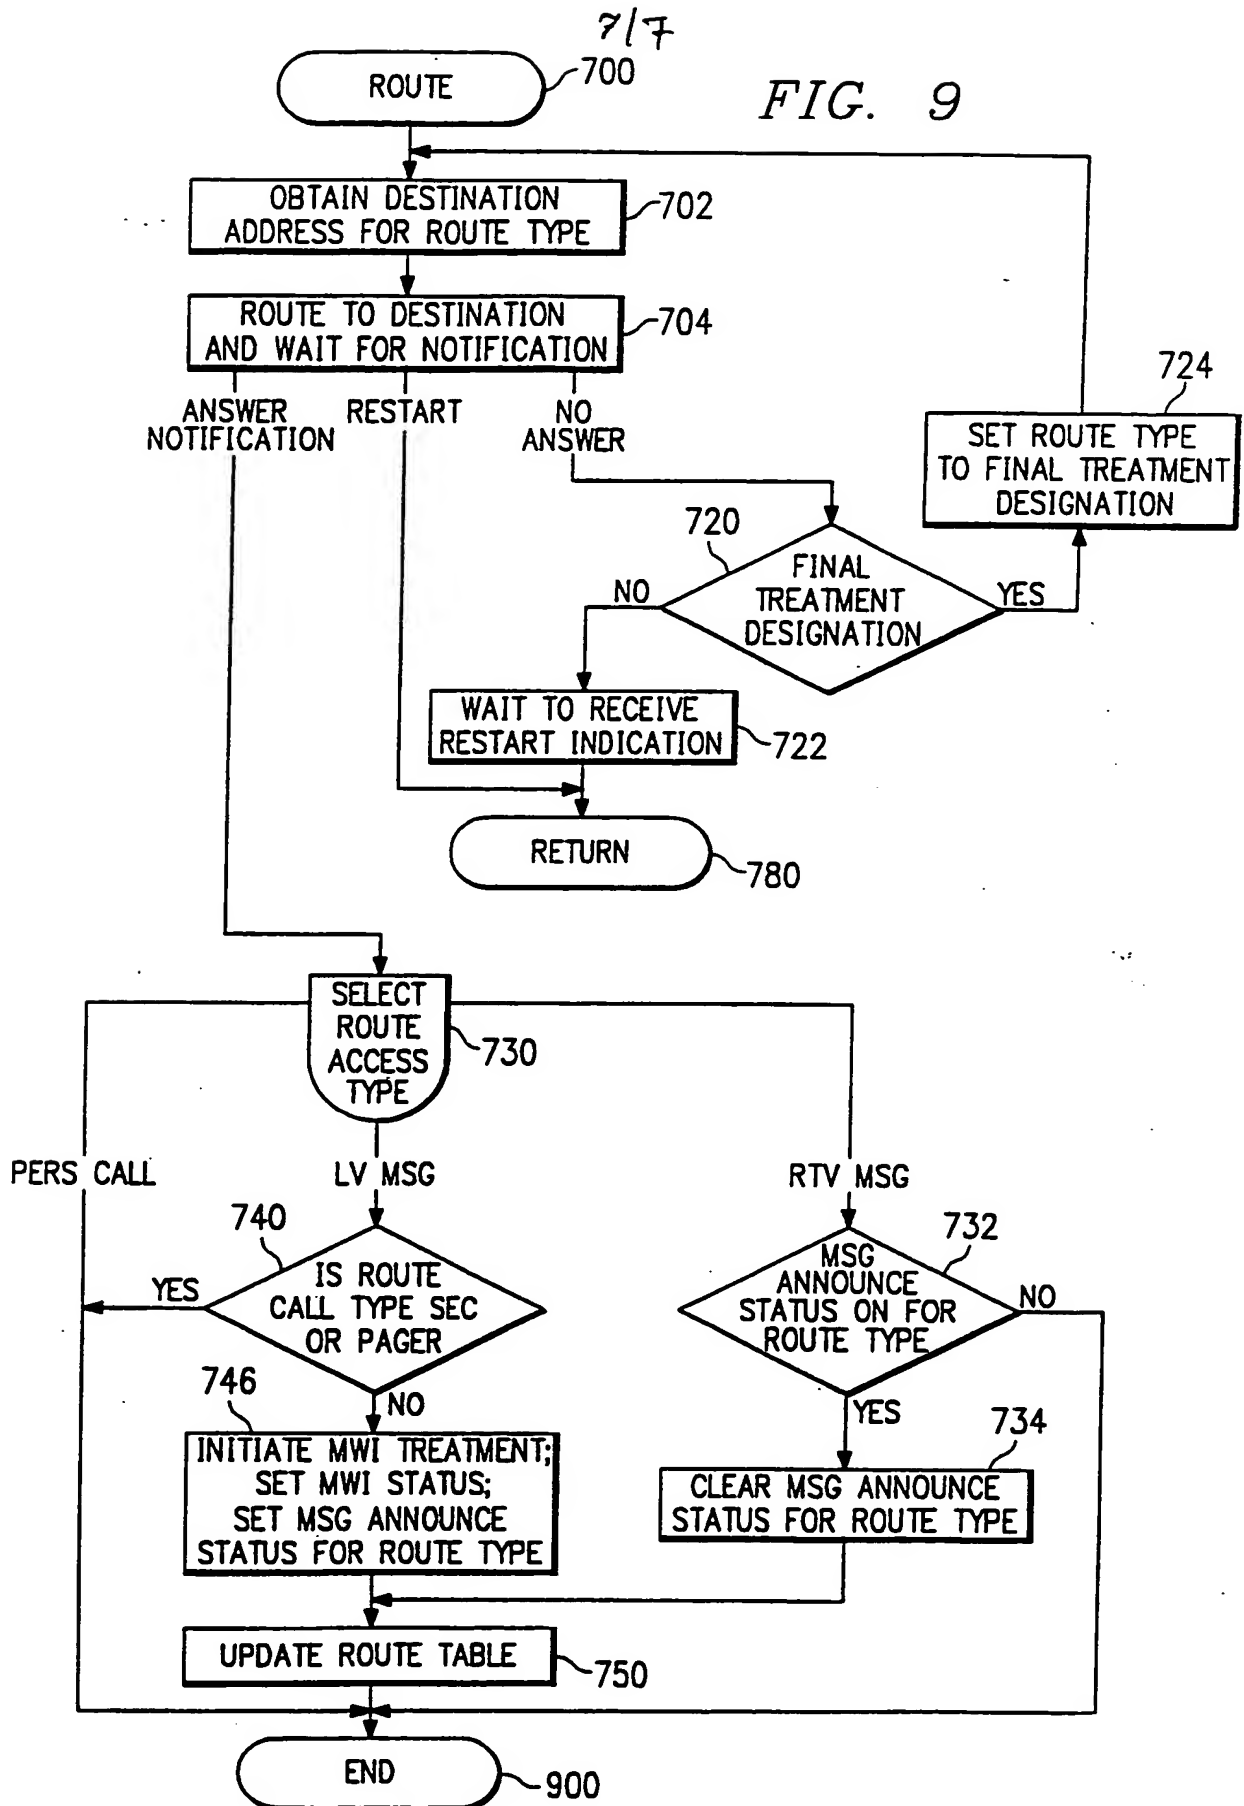 7/7
ROUTE
700
FIG. 9
OBTAIN DESTINATION
ADDRESS FOR ROUTE TYPE
702
ROUTE TO DESTINATION
AND WAIT FOR NOTIFICATION
704
ANSWER
NOTIFICATION
RESTART
NO
ANSWER
724
SET ROUTE TYPE
TO FINAL TREATMENT
DESIGNATION
720
FINAL
TREATMENT
DESIGNATION
NO
YES
WAIT TO RECEIVE
RESTART INDICATION
722
RETURN
780
SELECT
ROUTE
ACCESS
TYPE
730
PERS CALL
LV MSG
RTV MSG
740
IS ROUTE
CALL TYPE SEC
OR PAGER
YES
NO
732
MSG
ANNOUNCE
STATUS ON FOR
ROUTE TYPE
NO
YES
746
INITIATE MWI TREATMENT;
SET MWI STATUS;
SET MSG ANNOUNCE
STATUS FOR ROUTE TYPE
734
CLEAR MSG ANNOUNCE
STATUS FOR ROUTE TYPE
UPDATE ROUTE TABLE
750
END
900